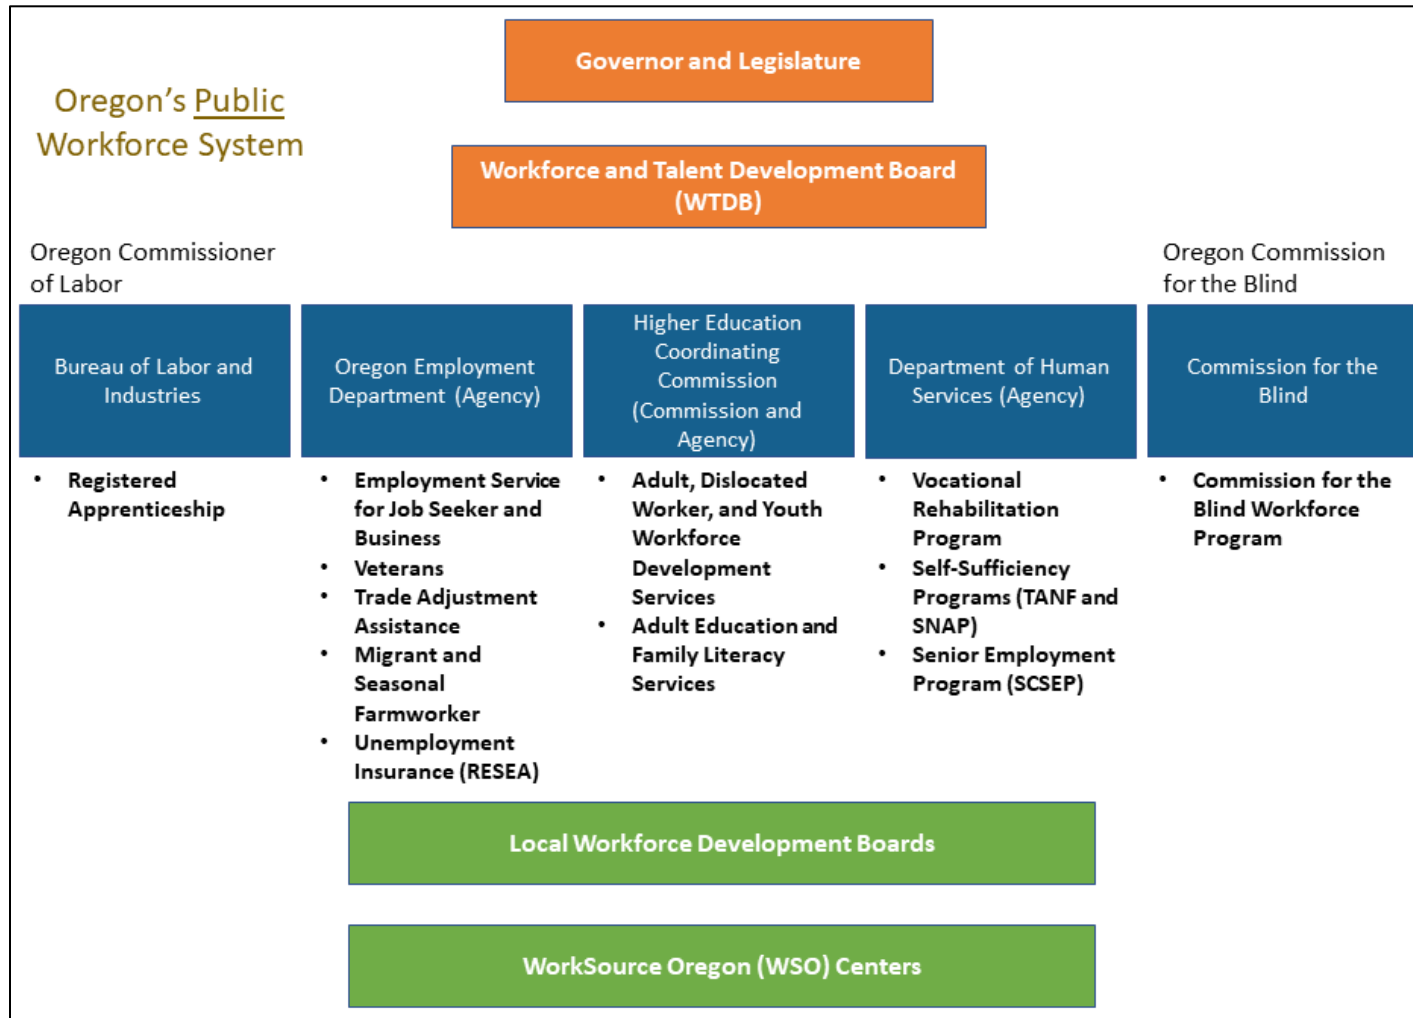 Governor and Legislature
Oregon's Public
Workforce System
Workforce and Talent Development Board
(WTDB)
Oregon Commissioner
of Labor
Oregon Commission
for the Blind
Bureau of Labor and
Industries
Oregon Employment
Department (Agency)
Higher Education
Coordinating
Commission
(Commission and
Agency)
Department of Human
Services (Agency)
Commission for the
Blind
• Registered
Apprenticeship
• Employment Service
for Job Seeker and
Business
• Veterans
• Trade Adjustment
Assistance
• Migrant and
Seasonal
Farmworker
• Unemployment
Insurance (RESEA)
• Adult, Dislocated
Worker, and Youth
Workforce
Development
Services
• Adult Education and
Family Literacy
Services
• Vocational
Rehabilitation
Program
• Self-Sufficiency
Programs (TANF and
SNAP)
• Senior Employment
Program (SCSEP)
• Commission for the
Blind Workforce
Program
Local Workforce Development Boards
WorkSource Oregon (WSO) Centers